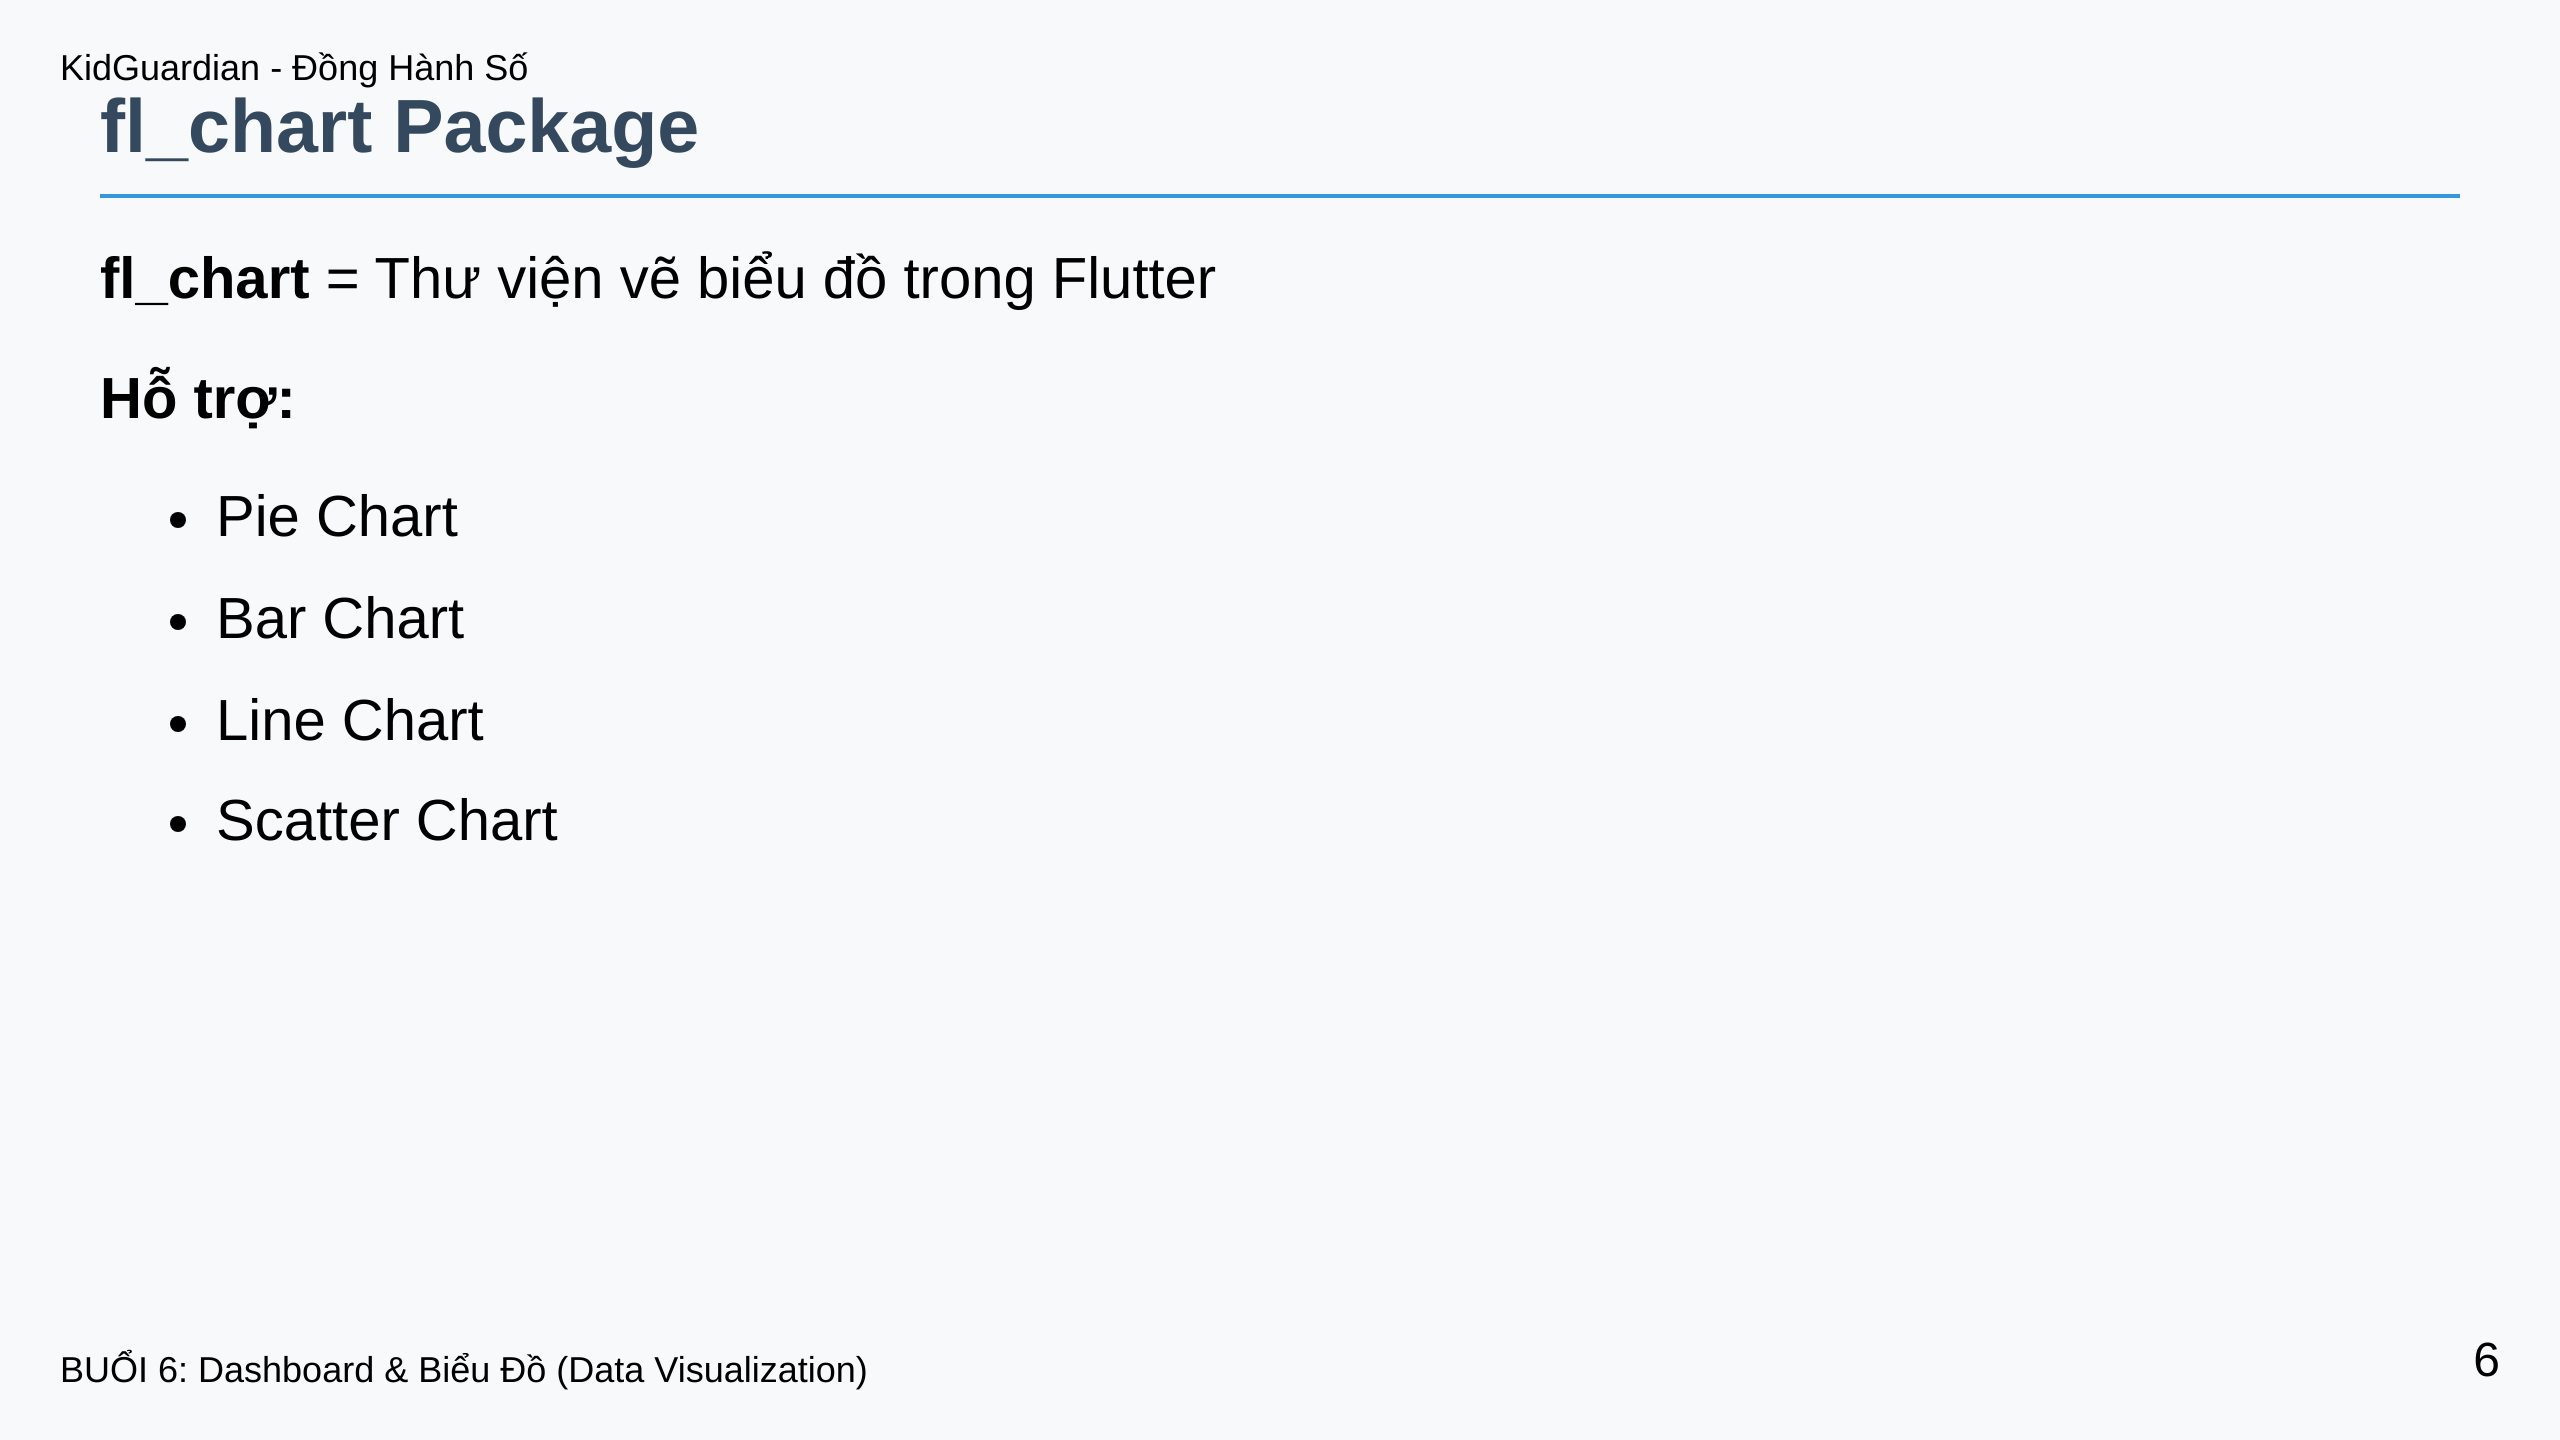 KidGuardian - Đồng Hành Số
fl_chart Package
fl_chart = Thư viện vẽ biểu đồ trong Flutter
Hỗ trợ:
• Pie Chart
• Bar Chart
• Line Chart
• Scatter Chart
BUỔI 6: Dashboard & Biểu Đồ (Data Visualization)
6